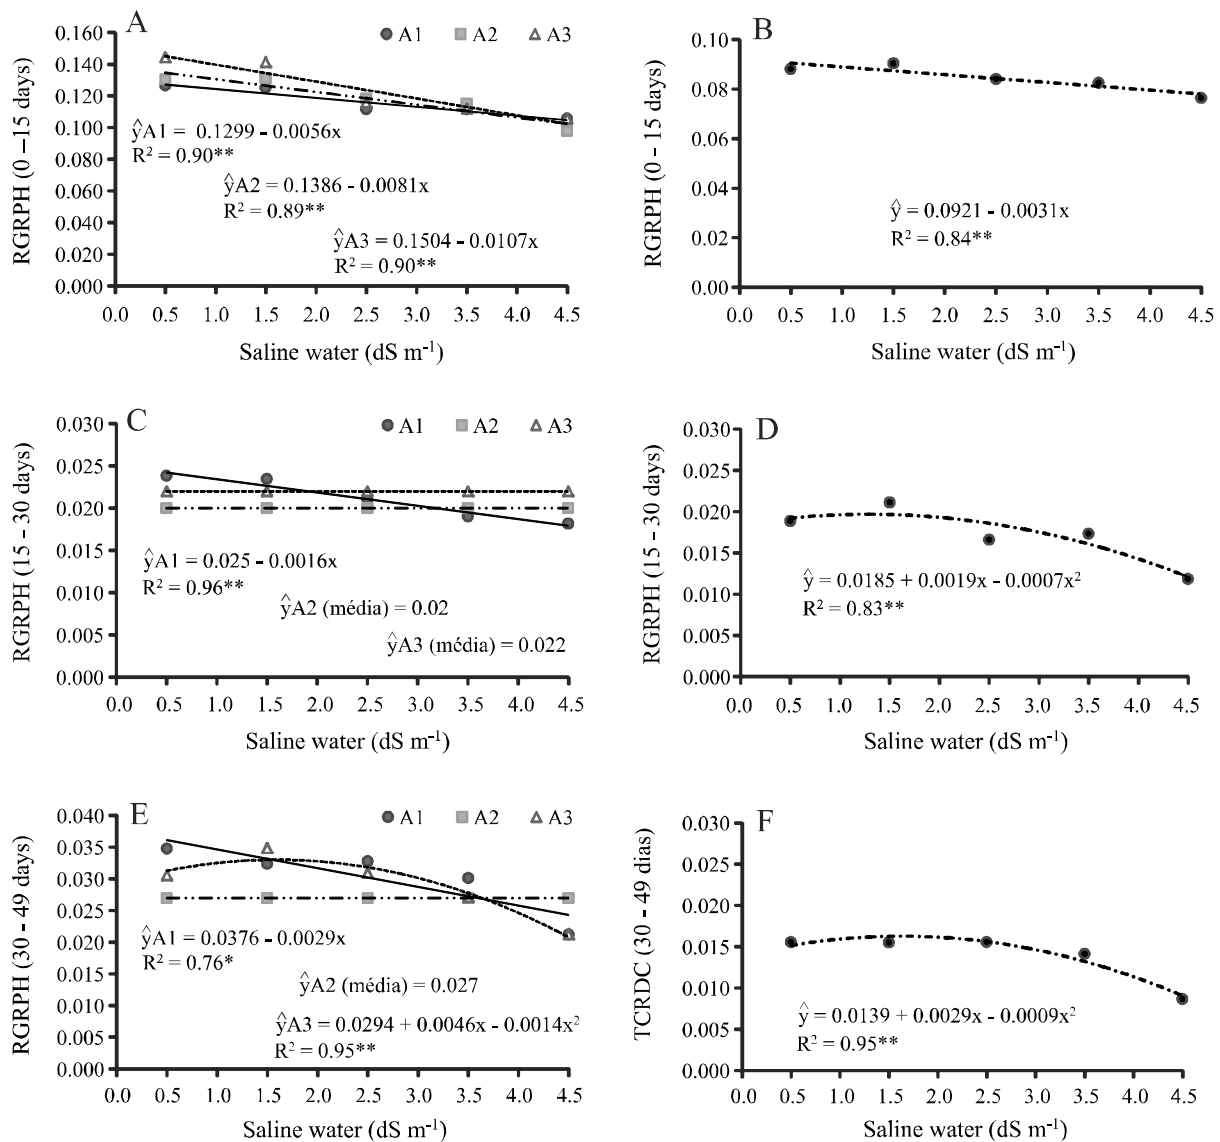 A
A1 A2 A3
RGRPH (0 – 15 days)
0.160
0.140
0.120
0.100
0.080
0.060
0.040
0.020
0.000
ŷA1 = 0.1299 - 0.0056x
R² = 0.90**
ŷA2 = 0.1386 - 0.0081x
R² = 0.89**
ŷA3 = 0.1504 - 0.0107x
R² = 0.90**
0.0 0.5 1.0 1.5 2.0 2.5 3.0 3.5 4.0 4.5
Saline water (dS m⁻¹)
B
RGRPH (0 - 15 days)
0.10
0.08
0.06
0.04
0.02
0.00
ŷ = 0.0921 - 0.0031x
R² = 0.84**
0.0 0.5 1.0 1.5 2.0 2.5 3.0 3.5 4.0 4.5
Saline water (dS m⁻¹)
C
A1 A2 A3
RGRPH (15 - 30 days)
0.030
0.025
0.020
0.015
0.010
0.005
0.000
ŷA1 = 0.025 - 0.0016x
R² = 0.96**
ŷA2 (média) = 0.02
ŷA3 (média) = 0.022
0.0 0.5 1.0 1.5 2.0 2.5 3.0 3.5 4.0 4.5
Saline water (dS m⁻¹)
D
RGRPH (15 - 30 days)
0.030
0.025
0.020
0.015
0.010
0.005
0.000
ŷ = 0.0185 + 0.0019x - 0.0007x²
R² = 0.83**
0.0 0.5 1.0 1.5 2.0 2.5 3.0 3.5 4.0 4.5
Saline water (dS m⁻¹)
E
A1 A2 A3
RGRPH (30 - 49 days)
0.040
0.035
0.030
0.025
0.020
0.015
0.010
0.005
0.000
ŷA1 = 0.0376 - 0.0029x
R² = 0.76*
ŷA2 (média) = 0.027
ŷA3 = 0.0294 + 0.0046x - 0.0014x²
R² = 0.95**
0.0 0.5 1.0 1.5 2.0 2.5 3.0 3.5 4.0 4.5
Saline water (dS m⁻¹)
F
TCRDC (30 - 49 dias)
0.030
0.025
0.020
0.015
0.010
0.005
0.000
ŷ = 0.0139 + 0.0029x - 0.0009x²
R² = 0.95**
0.0 0.5 1.0 1.5 2.0 2.5 3.0 3.5 4.0 4.5
Saline water (dS m⁻¹)